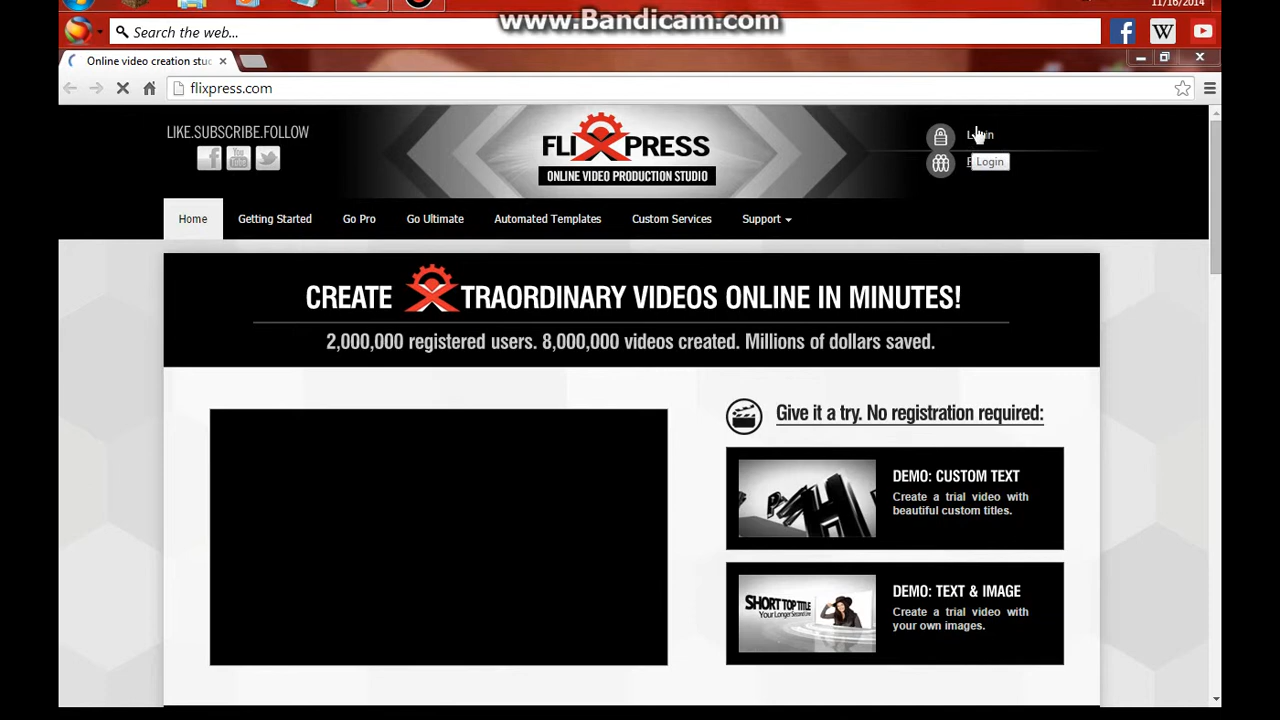 11/16/2014
www.Bandicam.com
Search the web...
Online video creation stud
flixpress.com
LIKE.SUBSCRIBE.FOLLOW
FLIXPRESS
ONLINE VIDEO PRODUCTION STUDIO
Login
Home
Getting Started
Go Pro
Go Ultimate
Automated Templates
Custom Services
Support
CREATE XTRAORDINARY VIDEOS ONLINE IN MINUTES!
2,000,000 registered users. 8,000,000 videos created. Millions of dollars saved.
Give it a try. No registration required:
DEMO: CUSTOM TEXT
Create a trial video with
beautiful custom titles.
DEMO: TEXT & IMAGE
SHORT TOP TITLE
Your Longer Second Line
Create a trial video with
your own images.